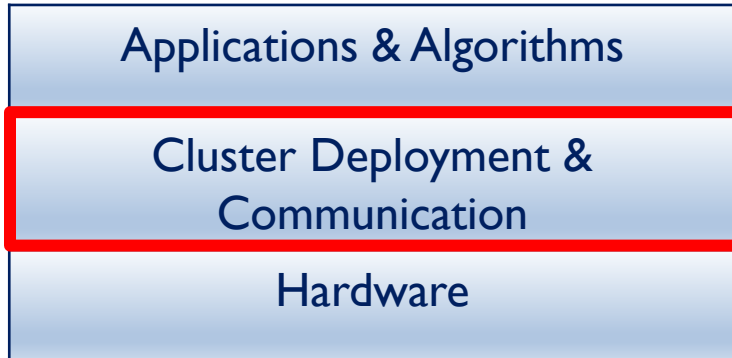 Applications & Algorithms
Cluster Deployment &
Communication
Hardware